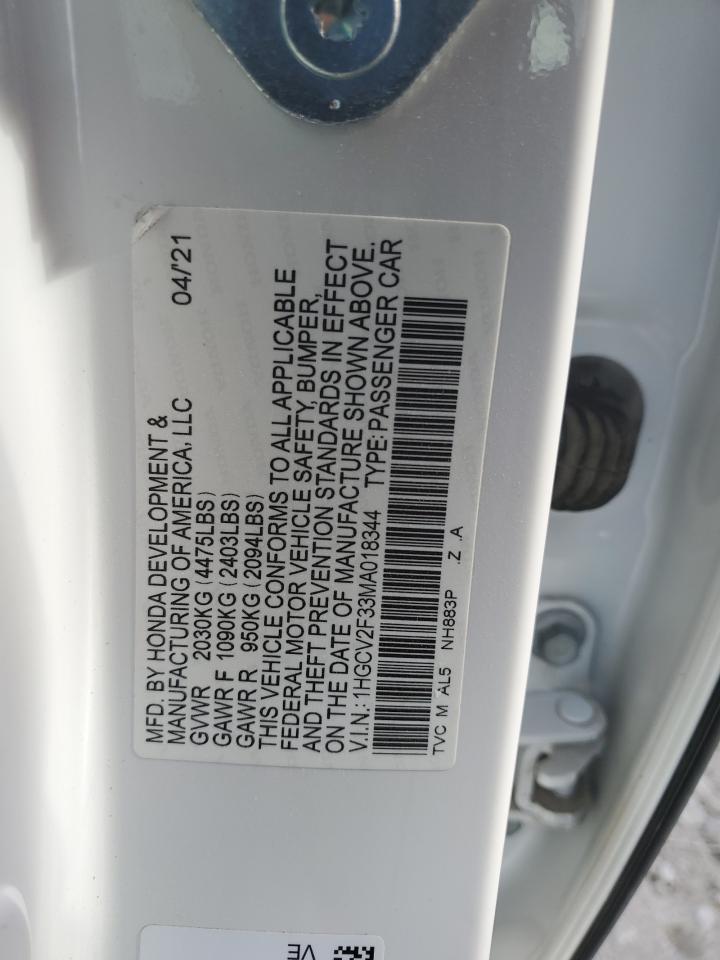 MFD. BY HONDA DEVELOPMENT &
MANUFACTURING OF AMERICA, LLC 04/'21
GVWR 2030KG (4475LBS)
GAWR F 1090KG (2403LBS)
GAWR R 950KG (2094LBS)
THIS VEHICLE CONFORMS TO ALL APPLICABLE
FEDERAL MOTOR VEHICLE SAFETY, BUMPER,
AND THEFT PREVENTION STANDARDS IN EFFECT
ON THE DATE OF MANUFACTURE SHOWN ABOVE.
V.I.N.: 1HGCV2F33MA018344 TYPE: PASSENGER CAR
TVC M AL5 NH883P .Z .A
VE